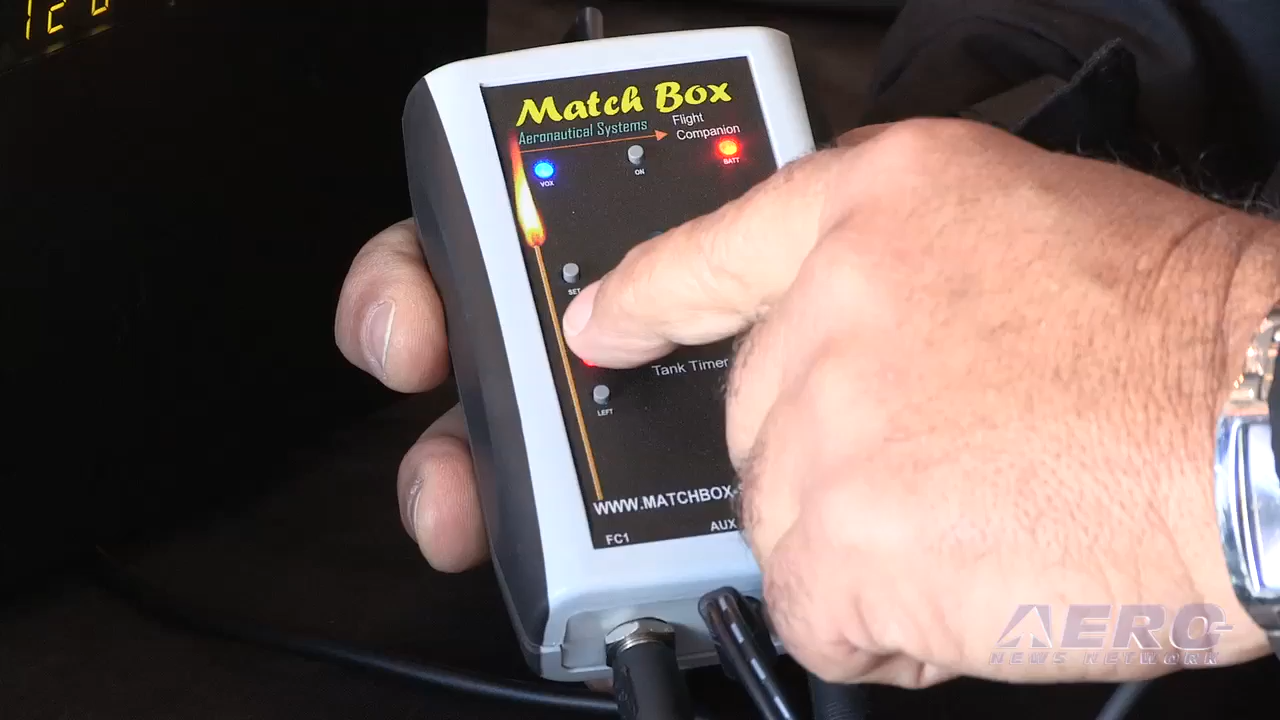 Match Box
Aeronautical Systems
Flight
Companion
VOX
ON
BATT
SET
Tank Timer
LEFT
WWW.MATCHBOX-
AUX
FC1
AERO
NEWS NETWORK